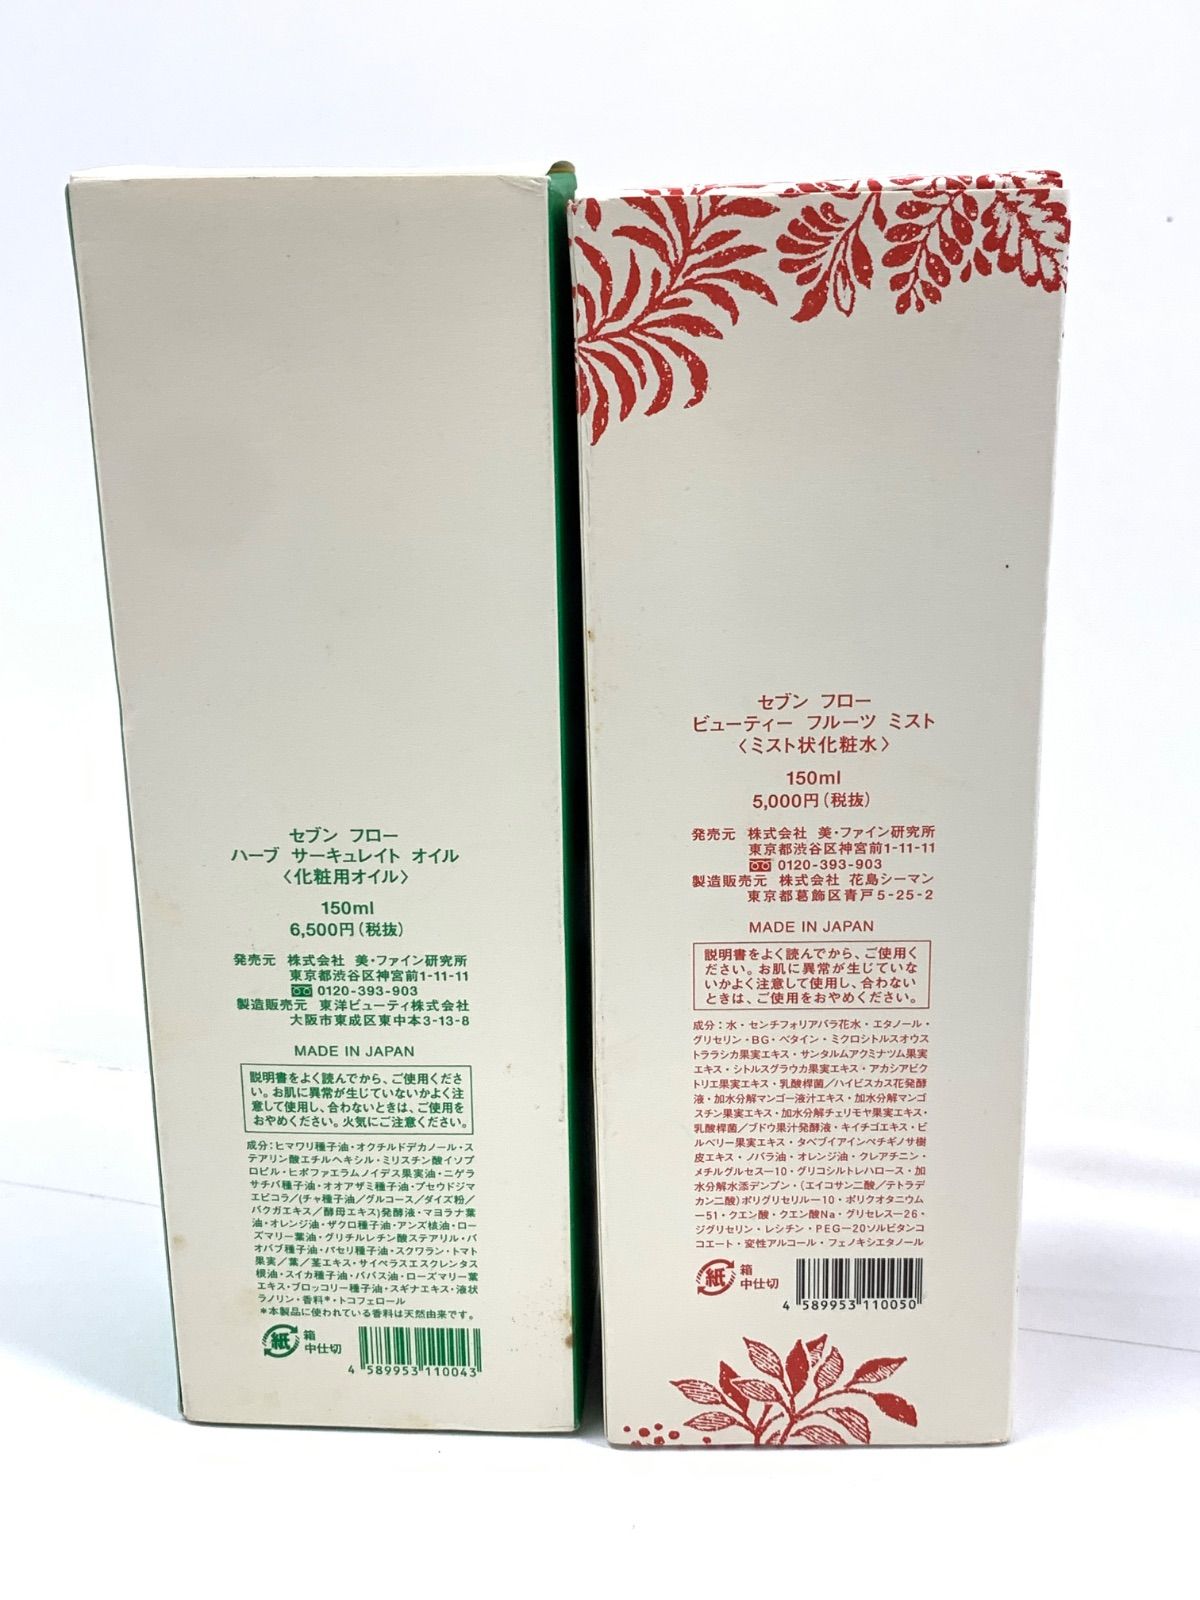 セブン フロー
ハーブ サーキュレイト オイル
〈化粧用オイル〉
150ml
6,500円(税抜)
発売元 株式会社 美・ファイン研究所
東京都渋谷区神宮前1-11-11
0120-393-903
製造販売元 東洋ビューティ株式会社
大阪市東成区東中本3-13-8
MADE IN JAPAN
説明書をよく読んでから、ご使用くださ
い。お肌に異常が生じていないかよく注
意して使用し、合わないときは、ご使用を
おやめください。火気にご注意ください。
成分:ヒマワリ種子油・オクチルドデカノール・ス
テアリン酸エチルヘキシル・ミリスチン酸イソプ
ロピル・ヒポファエラムノイデス果実油・ニゲラ
サチバ種子油・オオアザミ種子油・プセウドジマ
エピコラ/(チャ種子油/グルコース/ダイズ粉/
バクガエキス/酵母エキス)発酵液・マヨラナ葉
油・オレンジ油・ザクロ種子油・アンズ核油・ロー
ズマリー葉油・グリチルレチン酸ステアリル・バ
オバブ種子油・パセリ種子油・スクワラン・トマト
果実/葉/茎エキス・サイペラスエスクレンタス
根油・スイカ種子油・パパス油・ローズマリー葉
エキス・ブロッコリー種子油・スギナエキス・液状
ラノリン・香料*・トコフェロール
*本製品に使われている香料は天然由来です。
紙 箱
中仕切
4 589953 110043
セブン フロー
ビューティー フルーツ ミスト
〈ミスト状化粧水〉
150ml
5,000円(税抜)
発売元 株式会社 美・ファイン研究所
東京都渋谷区神宮前1-11-11
0120-393-903
製造販売元 株式会社 花島シーマン
東京都葛飾区青戸5-25-2
MADE IN JAPAN
説明書をよく読んでから、ご使用く
ださい。お肌に異常が生じていな
いかよく注意して使用し、合わない
ときは、ご使用をおやめください。
成分:水・センチフォリアバラ花水・エタノール・
グリセリン・BG・ベタイン・ミクロシトルスオウス
トララシカ果実エキス・サンタルムアクミナツム果実
エキス・シトルスグラウカ果実エキス・アカシアビク
トリエ果実エキス・乳酸桿菌/ハイビスカス花発酵
液・加水分解マンゴー液汁エキス・加水分解マンゴ
スチン果実エキス・加水分解チェリモヤ果実エキス・
乳酸桿菌/ブドウ果汁発酵液・キイチゴエキス・ビ
ルベリー果実エキス・タベブイアインペチギノサ樹
皮エキス・ノバラ油・オレンジ油・クレアチニン・
メチルグルセス-10・グリコシルトレハロース・加
水分解水添デンプン・(エイコサン二酸/テトラデ
カン二酸)ポリグリセリル-10・ポリクオタニウム
-51・クエン酸・クエン酸Na・グリセレス-26・
ジグリセリン・レシチン・PEG-20ソルビタンコ
コエート・変性アルコール・フェノキシエタノール
紙 箱
中仕切
4 589953 110050